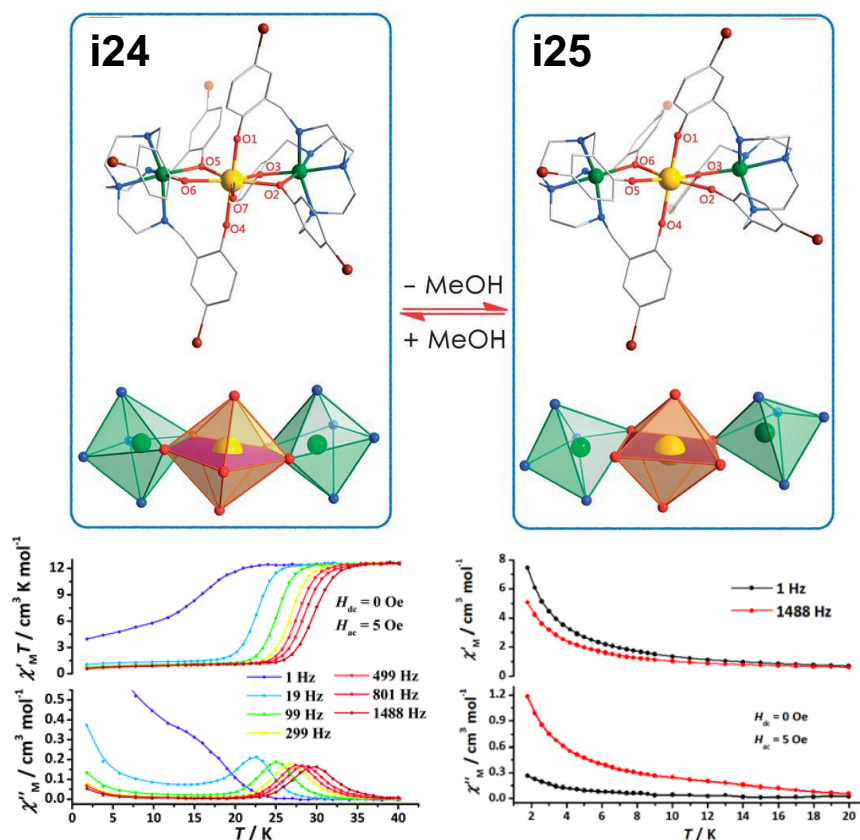 i24
i25
O1
O5
O3
O6
O2
O7
O4
O1
O6
O3
O5
O2
O4
– MeOH
+ MeOH
12
9
6
3
0
χ'MT / cm³ K mol⁻¹
Hdc = 0 Oe
Hac = 5 Oe
1 Hz
19 Hz
99 Hz
299 Hz
499 Hz
801 Hz
1488 Hz
0.5
0.4
0.3
0.2
0.1
0.0
χ''M / cm³ mol⁻¹
0 5 10 15 20 25 30 35 40
T / K
8
6
4
2
0
χ'M / cm³ mol⁻¹
1 Hz
1488 Hz
1.2
0.9
0.6
0.3
0.0
χ''M / cm³ mol⁻¹
Hdc = 0 Oe
Hac = 5 Oe
2 4 6 8 10 12 14 16 18 20
T / K